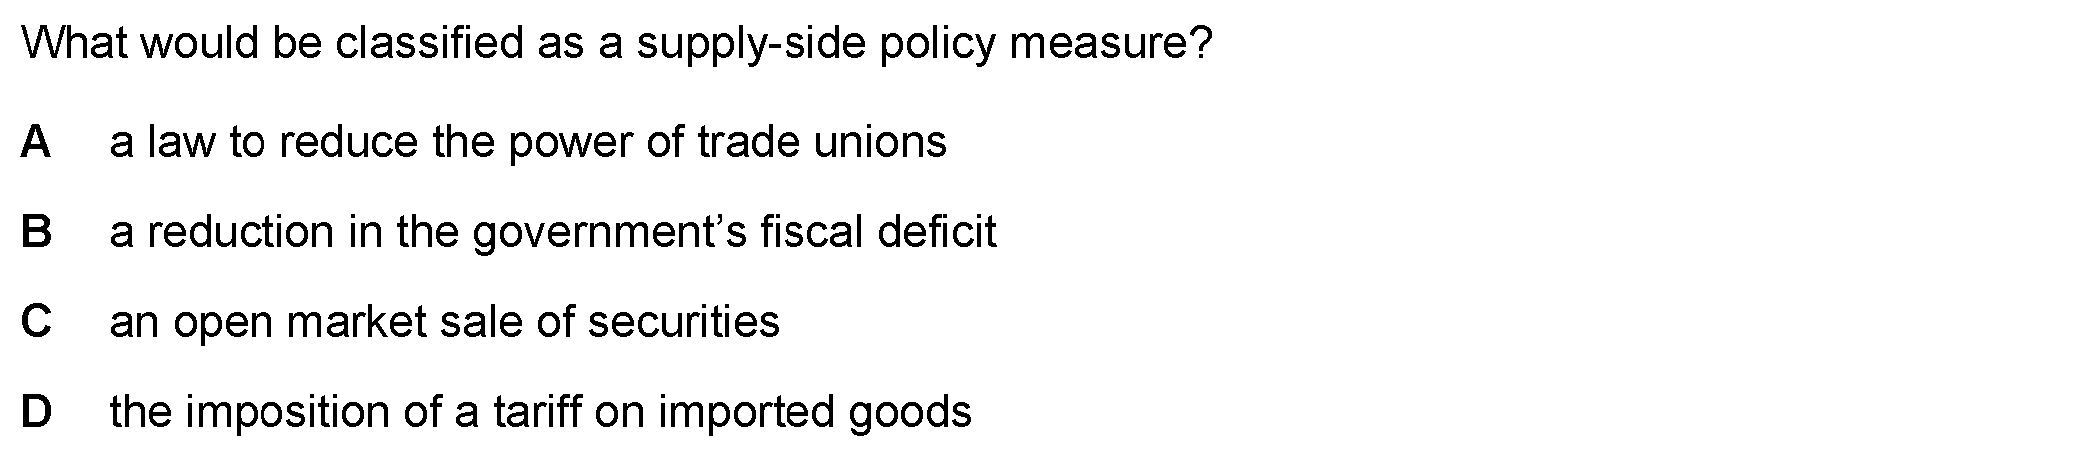 What would be classified as a supply-side policy measure?
A a law to reduce the power of trade unions
B a reduction in the government’s fiscal deficit
C an open market sale of securities
D the imposition of a tariff on imported goods